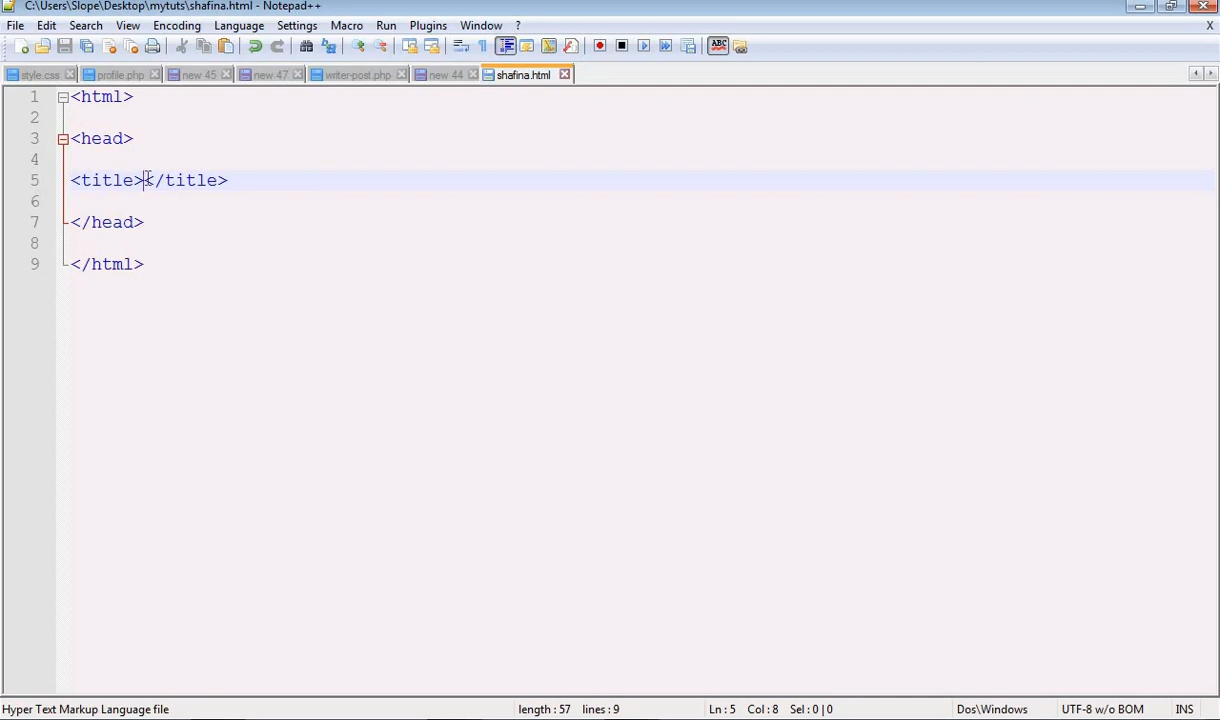 C:\Users\Slope\Desktop\mytuts\shafina.html - Notepad++
File Edit Search View Encoding Language Settings Macro Run Plugins Window ? X
ABC
style.css profile.php new 45 new 47 writer-post.php new 44 shafina.html
1 <html>
2
3 <head>
4
5 <title></title>
6
7 </head>
8
9 </html>
Hyper Text Markup Language file length : 57 lines : 9 Ln : 5 Col : 8 Sel : 0 | 0 Dos\Windows UTF-8 w/o BOM INS